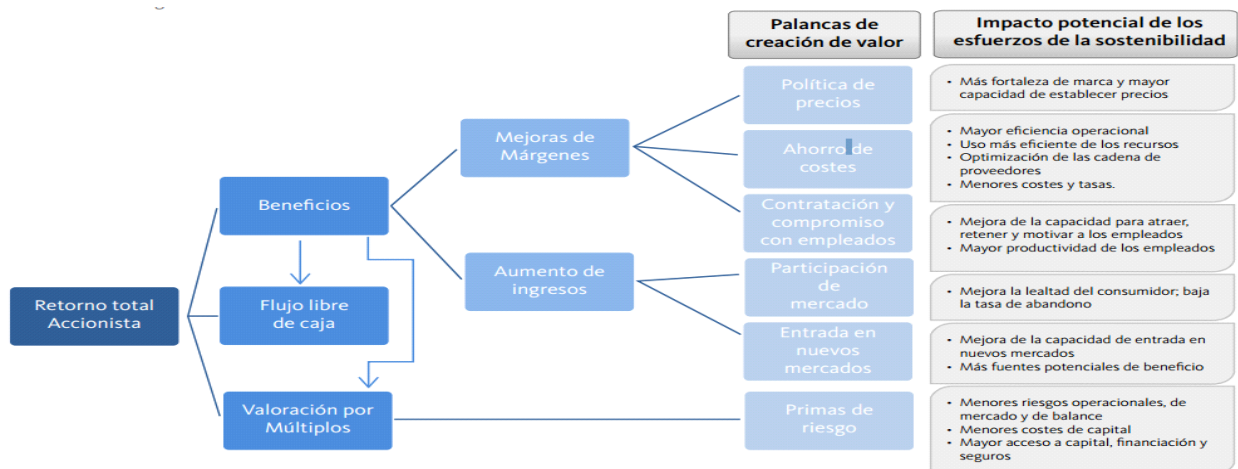 Palancas de
creación de valor
Impacto potencial de los
esfuerzos de la sostenibilidad
Política de
precios
• Más fortaleza de marca y mayor
capacidad de establecer precios
Mejoras de
Márgenes
Ahorro de
costes
• Mayor eficiencia operacional
• Uso más eficiente de los recursos
• Optimización de las cadena de
proveedores
• Menores costes y tasas.
Beneficios
Contratación y
compromiso
con empleados
• Mejora de la capacidad para atraer,
retener y motivar a los empleados
• Mayor productividad de los empleados
Aumento de
ingresos
Participación
de
mercado
• Mejora la lealtad del consumidor; baja
la tasa de abandono
Retorno total
Accionista
Flujo libre
de caja
Entrada en
nuevos
mercados
• Mejora de la capacidad de entrada en
nuevos mercados
• Más fuentes potenciales de beneficio
Valoración por
Múltiplos
Primas de
riesgo
• Menores riesgos operacionales, de
mercado y de balance
• Menores costes de capital
• Mayor acceso a capital, financiación y
seguros